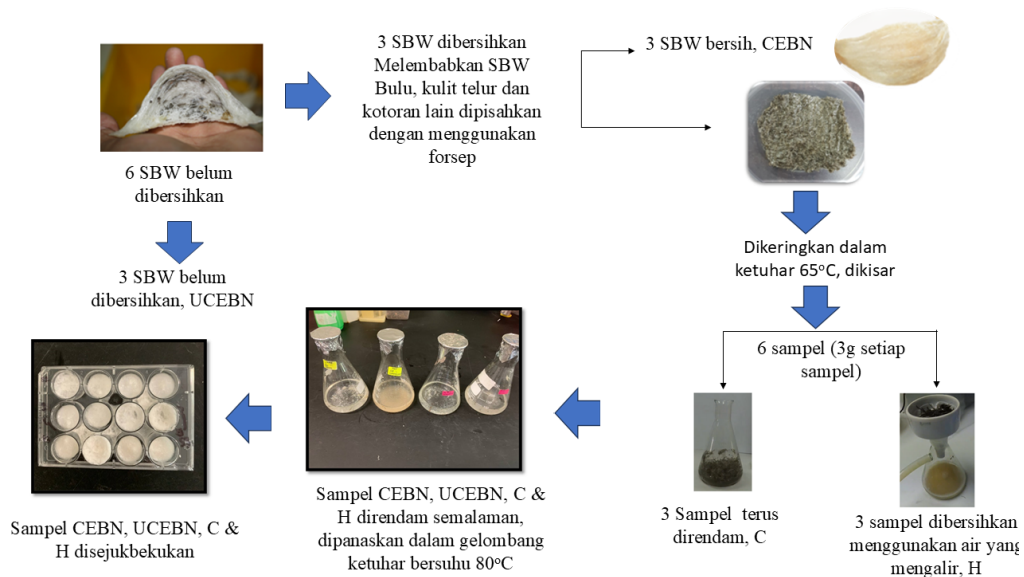 6 SBW belum
dibersihkan
3 SBW dibersihkan
Melembabkan SBW
Bulu, kulit telur dan
kotoran lain dipisahkan
dengan menggunakan
forsep
3 SBW bersih, CEBN
Dikeringkan dalam
ketuhar 65°C, dikisar
3 SBW belum
dibersihkan, UCEBN
6 sampel (3g setiap
sampel)
3 Sampel terus
direndam, C
3 sampel dibersihkan
menggunakan air yang
mengalir, H
Sampel CEBN, UCEBN, C &
H direndam semalaman,
dipanaskan dalam gelombang
ketuhar bersuhu 80°C
Sampel CEBN, UCEBN, C &
H disejukbekukan